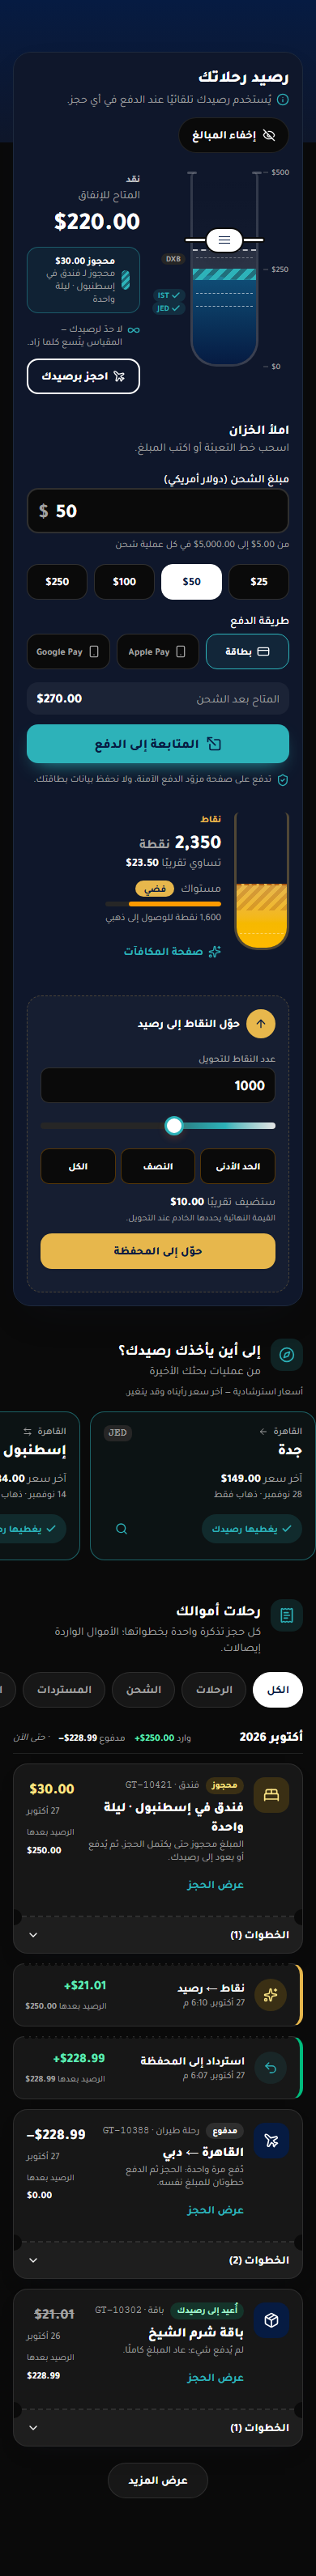 رصيد رحلاتك
يُستخدم رصيدك تلقائيًا عند الدفع في أي حجز.
إخفاء المبالغ
نقد
المتاح للإنفاق
$220.00
محجوز $30.00
محجوز لـ فندق في
إسطنبول · ليلة
واحدة
لا حدّ لرصيدك —
المقياس يتّسع كلما زاد.
احجز برصيدك
$500
$250
$0
DXB
IST
JED
املأ الخزان
اسحب خط التعبئة أو اكتب المبلغ.
مبلغ الشحن (دولار أمريكي)
$ 50
من $5.00 إلى $5,000.00 في كل عملية شحن
$25
$50
$100
$250
طريقة الدفع
بطاقة
Apple Pay
Google Pay
المتاح بعد الشحن
$270.00
المتابعة إلى الدفع
تدفع على صفحة مزوّد الدفع الآمنة، ولا نحفظ بيانات بطاقتك.
نقاط
2,350 نقطة
تساوي تقريبًا $23.50
مستواك فضي
1,600 نقطة للوصول إلى ذهبي
صفحة المكافآت
حوّل النقاط إلى رصيد
عدد النقاط للتحويل
1000
الحد الأدنى
النصف
الكل
ستضيف تقريبًا $10.00
القيمة النهائية يحددها الخادم عند التحويل.
حوّل إلى المحفظة
إلى أين يأخذك رصيدك؟
من عمليات بحثك الأخيرة
أسعار استرشادية — آخر سعر رأيناه وقد يتغير.
القاهرة
جدة
JED
آخر سعر $149.00
28 نوفمبر · ذهاب فقط
يغطيها رصيدك
القاهرة
إسطنبول
آخر سعر
14 نوفمبر · ذهاب
يغطيها
رحلات أموالك
كل حجز تذكرة واحدة بخطواتها؛ الأموال الواردة
إيصالات.
الكل
الرحلات
الشحن
المستردات
أكتوبر 2026
وارد +$250.00
مدفوع −$228.99
· حتى الآن
محجوز
فندق · GT-10421
فندق في إسطنبول · ليلة
واحدة
المبلغ محجوز حتى يكتمل الحجز، ثم يُدفع
أو يعود إلى رصيدك.
عرض الحجز
$30.00
27 أكتوبر
الرصيد بعدها
$250.00
الخطوات (1)
نقاط ← رصيد
27 أكتوبر، 6:10 م
+$21.01
الرصيد بعدها $250.00
استرداد إلى المحفظة
27 أكتوبر، 6:07 م
+$228.99
الرصيد بعدها $228.99
مدفوع
رحلة طيران · GT-10388
القاهرة ← دبي
دُفع مرة واحدة: الحجز ثم الدفع
خطوتان للمبلغ نفسه.
عرض الحجز
−$228.99
27 أكتوبر
الرصيد بعدها
$0.00
الخطوات (2)
أُعيد إلى رصيدك
باقة · GT-10302
باقة شرم الشيخ
لم يُدفع شيء: عاد المبلغ كاملًا.
عرض الحجز
$21.01
26 أكتوبر
الرصيد بعدها
$228.99
الخطوات (1)
عرض المزيد